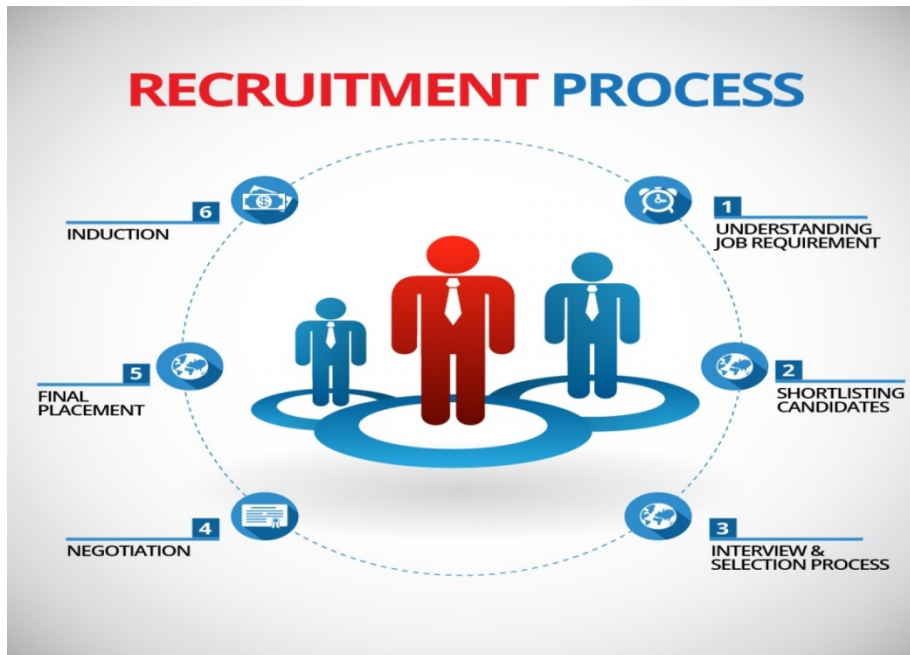 RECRUITMENT PROCESS
1
UNDERSTANDING
JOB REQUIREMENT
2
SHORTLISTING
CANDIDATES
3
INTERVIEW &
SELECTION PROCESS
4
NEGOTIATION
5
FINAL
PLACEMENT
6
INDUCTION
$